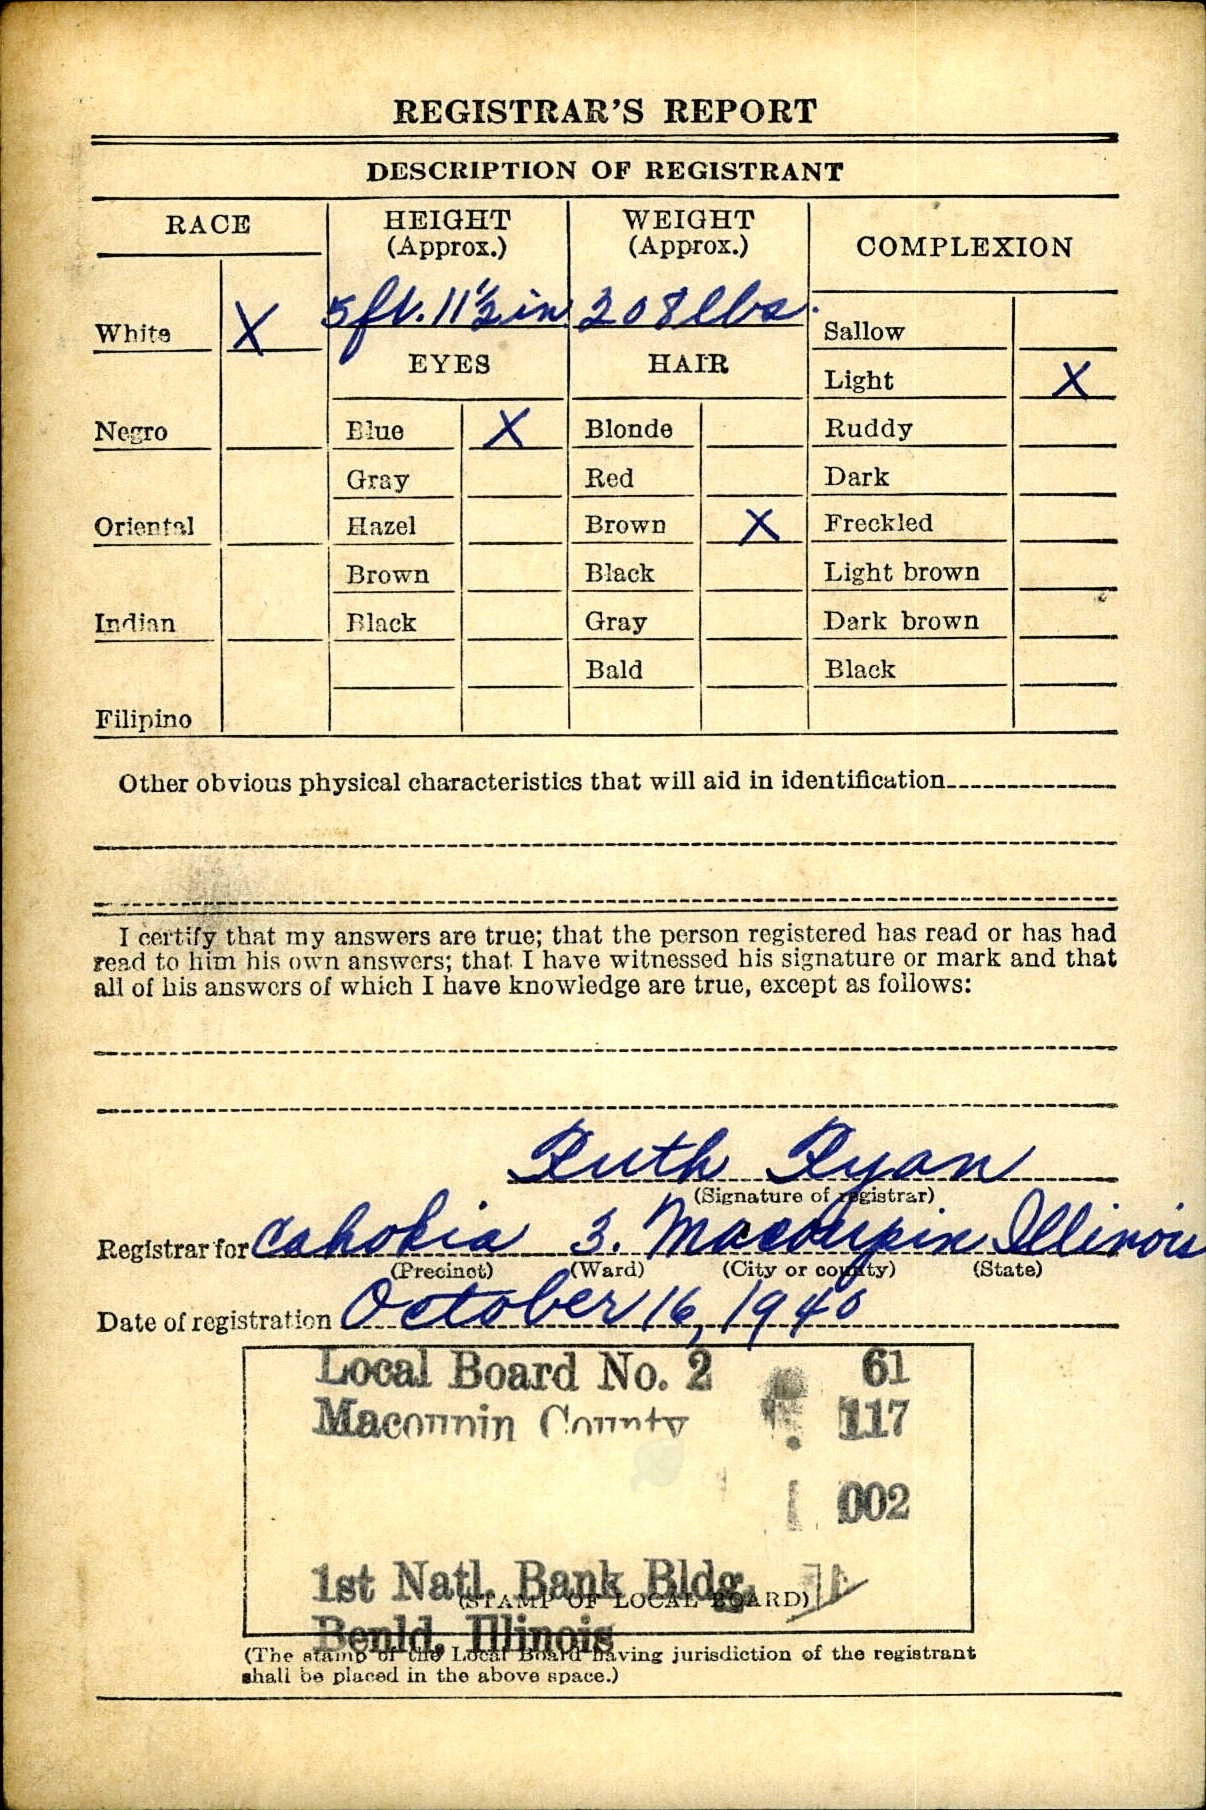 REGISTRAR'S REPORT
DESCRIPTION OF REGISTRANT
RACE HEIGHT (Approx.) WEIGHT (Approx.) COMPLEXION
White X 5 ft. 11 1/2 in 208 lbs. Sallow
EYES HAIR Light X
Negro Blue X Blonde Ruddy
Gray Red Dark
Oriental Hazel Brown X Freckled
Brown Black Light brown
Indian Black Gray Dark brown
Bald Black
Filipino
Other obvious physical characteristics that will aid in identification
I certify that my answers are true; that the person registered has read or has had
read to him his own answers; that I have witnessed his signature or mark and that
all of his answers of which I have knowledge are true, except as follows:
Ruth Ryan
(Signature of registrar)
Registrar for Cahokia 3. Macoupin Illinois
(Precinct) (Ward) (City or county) (State)
Date of registration October 16, 1940
Local Board No. 2 61
Macoupin County 117
002
1st Natl. Bank Bldg.
(STAMP OF LOCAL BOARD)
Benld, Illinois
(The stamp of the Local Board having jurisdiction of the registrant
shall be placed in the above space.)